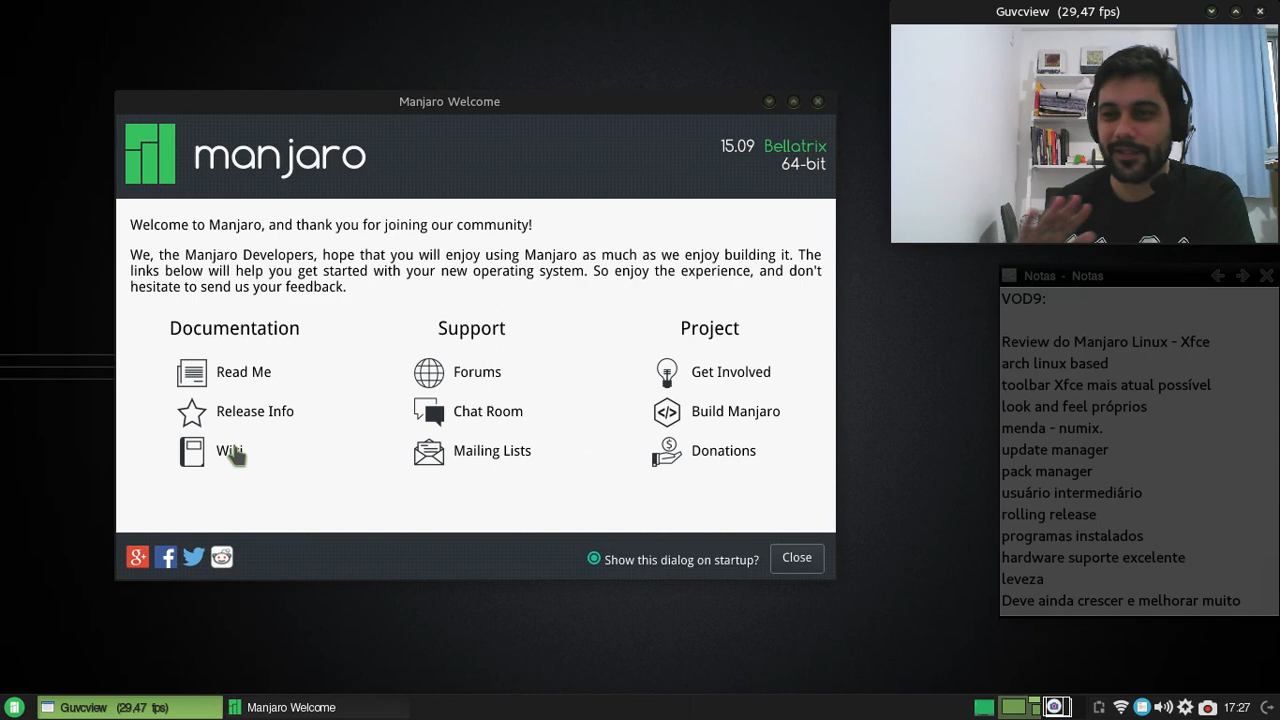 Guvcview (29,47 fps)
Manjaro Welcome
manjaro
15.09 Bellatrix
64-bit
Welcome to Manjaro, and thank you for joining our community!
We, the Manjaro Developers, hope that you will enjoy using Manjaro as much as we enjoy building it. The
links below will help you get started with your new operating system. So enjoy the experience, and don't
hesitate to send us your feedback.
Documentation
Read Me
Release Info
Wiki
Support
Forums
Chat Room
Mailing Lists
Project
Get Involved
Build Manjaro
Donations
g+
Show this dialog on startup?
Close
Notas - Notas
VOD9:
Review do Manjaro Linux - Xfce
arch linux based
toolbar Xfce mais atual possível
look and feel próprios
menda - numix.
update manager
pack manager
usuário intermediário
rolling release
programas instalados
hardware suporte excelente
leveza
Deve ainda crescer e melhorar muito
Guvcview (29,47 fps)
Manjaro Welcome
17:27